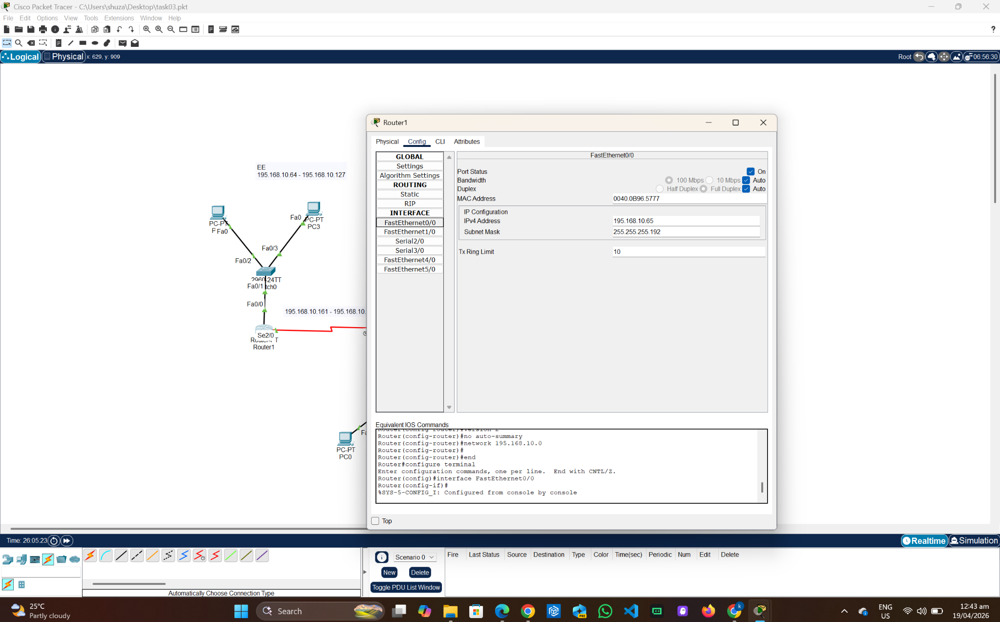 Cisco Packet Tracer - C:\Users\shuza\Desktop\task03.pkt
File Edit Options View Tools Extensions Window Help
?
Logical Physical x: 629, y: 909
Root 06:56:30
EE
195.168.10.64 - 195.168.10.127
PC-PT
Fa0
Fa0
PC-PT
PC3
Fa0/3
Fa0/2
2960-24TT
Fa0/1 tch0
Fa0/0
195.168.10.161 - 195.168.10.
Se2/0
Router1
PC-PT
PC0
Router1
Physical Config CLI Attributes
GLOBAL
Settings
Algorithm Settings
ROUTING
Static
RIP
INTERFACE
FastEthernet0/0
FastEthernet1/0
Serial2/0
Serial3/0
FastEthernet4/0
FastEthernet5/0
FastEthernet0/0
Port Status On
Bandwidth 100 Mbps 10 Mbps Auto
Duplex Half Duplex Full Duplex Auto
MAC Address 0040.0B96.5777
IP Configuration
IPv4 Address 195.168.10.65
Subnet Mask 255.255.255.192
Tx Ring Limit 10
Equivalent IOS Commands
Router(config-router)#version 2
Router(config-router)#no auto-summary
Router(config-router)#network 195.168.10.0
Router(config-router)#
Router(config-router)#end
Router#configure terminal
Enter configuration commands, one per line. End with CNTL/Z.
Router(config)#interface FastEthernet0/0
Router(config-if)#
%SYS-5-CONFIG_I: Configured from console by console
Top
Time: 26:05:23
Realtime Simulation
Scenario 0
New Delete
Toggle PDU List Window
Fire Last Status Source Destination Type Color Time(sec) Periodic Num Edit Delete
Automatically Choose Connection Type
25°C
Partly cloudy
Search
PRE
k
ENG
US
12:43 am
19/04/2026